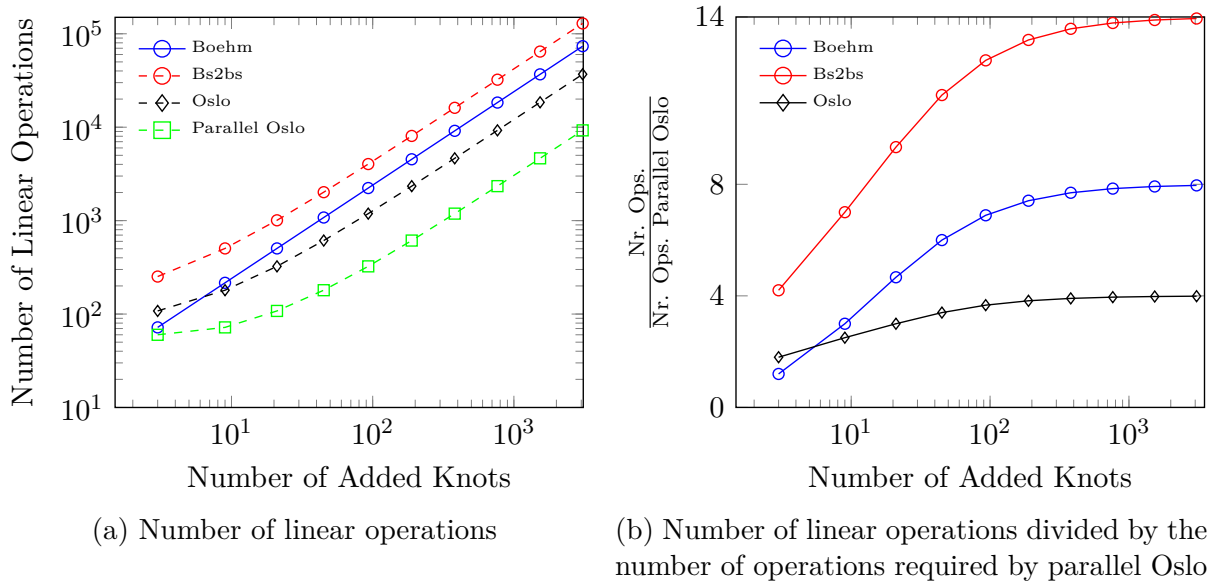 10^5
10^4
10^3
10^2
10^1
Number of Linear Operations
Boehm
Bs2bs
Oslo
Parallel Oslo
10^1 10^2 10^3
Number of Added Knots
(a) Number of linear operations
14
8
4
0
Nr. Ops.
Nr. Ops. Parallel Oslo
Boehm
Bs2bs
Oslo
10^1 10^2 10^3
Number of Added Knots
(b) Number of linear operations divided by the
number of operations required by parallel Oslo